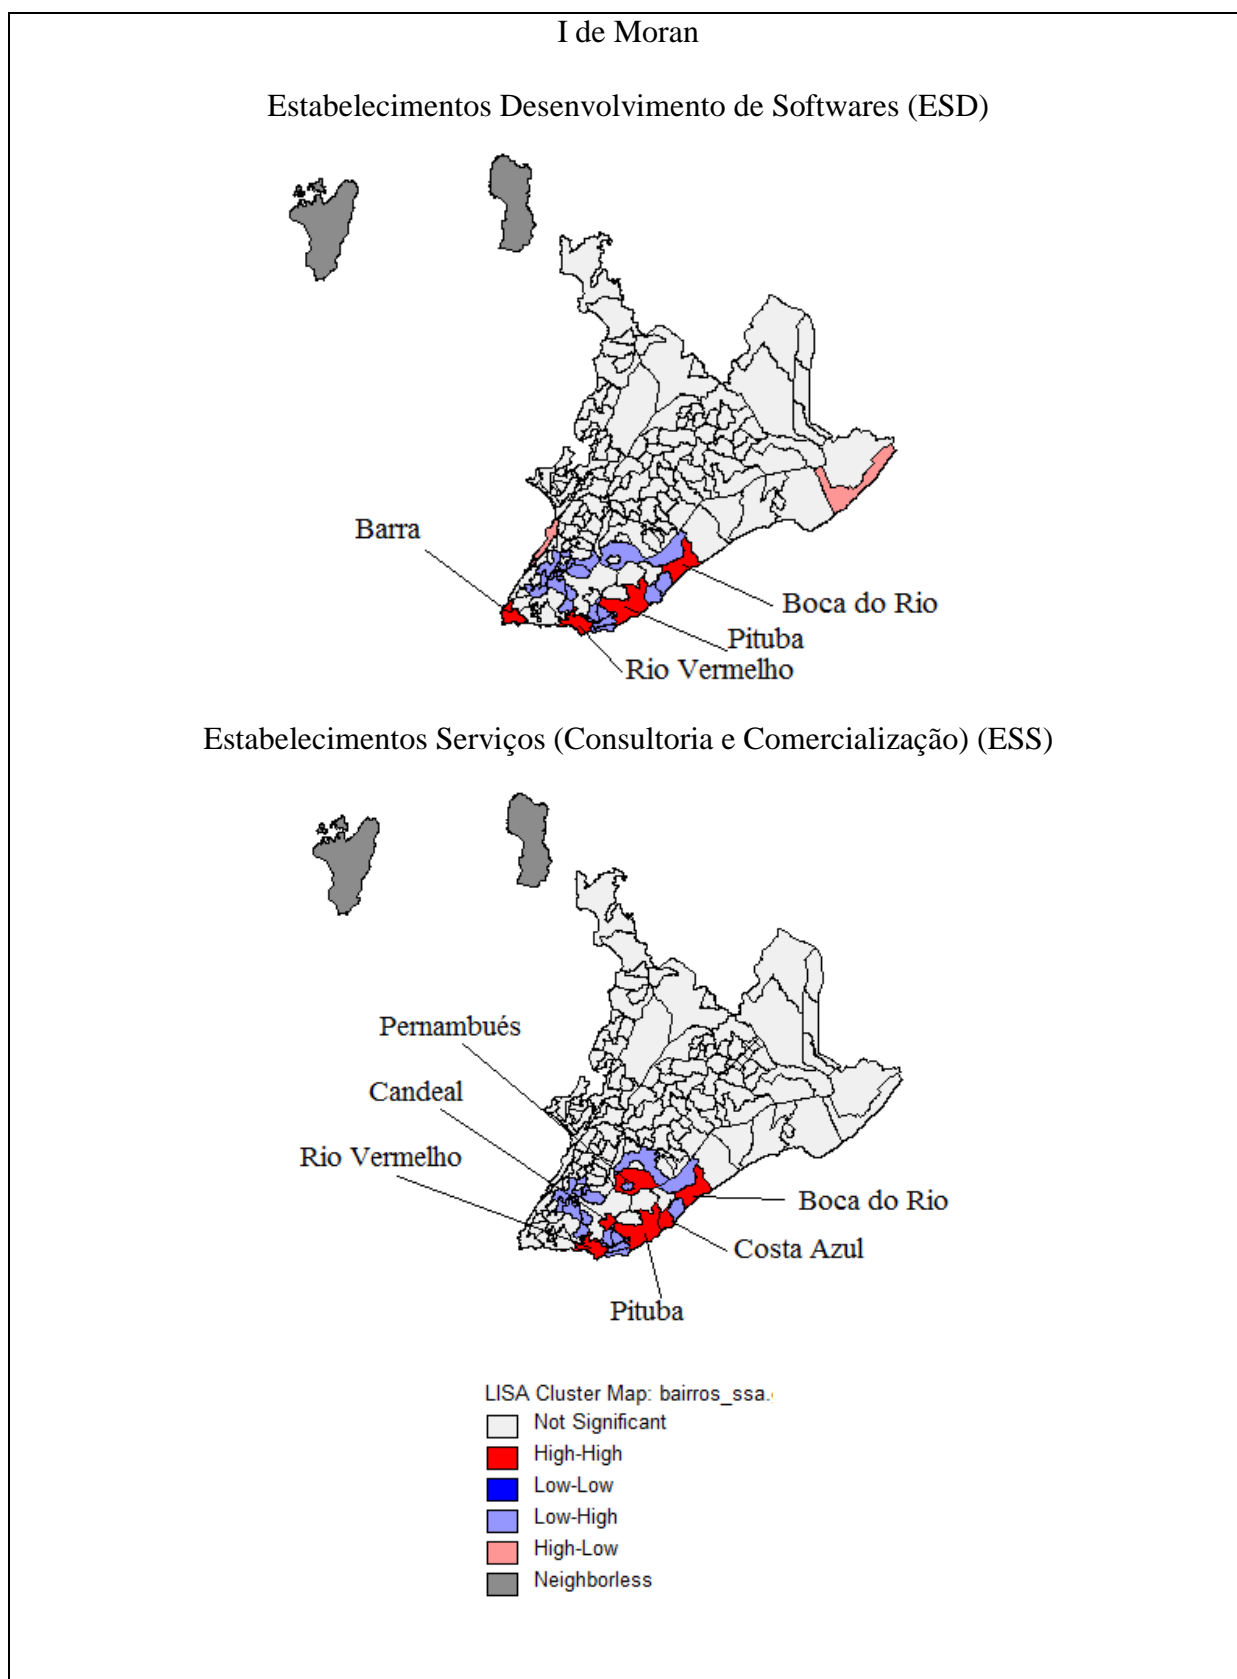 I de Moran
Estabelecimentos Desenvolvimento de Softwares (ESD)
Barra
Boca do Rio
Pituba
Rio Vermelho
Estabelecimentos Serviços (Consultoria e Comercialização) (ESS)
Pernambués
Candeal
Rio Vermelho
Boca do Rio
Costa Azul
Pituba
LISA Cluster Map: bairros_ssa.
Not Significant
High-High
Low-Low
Low-High
High-Low
Neighborless